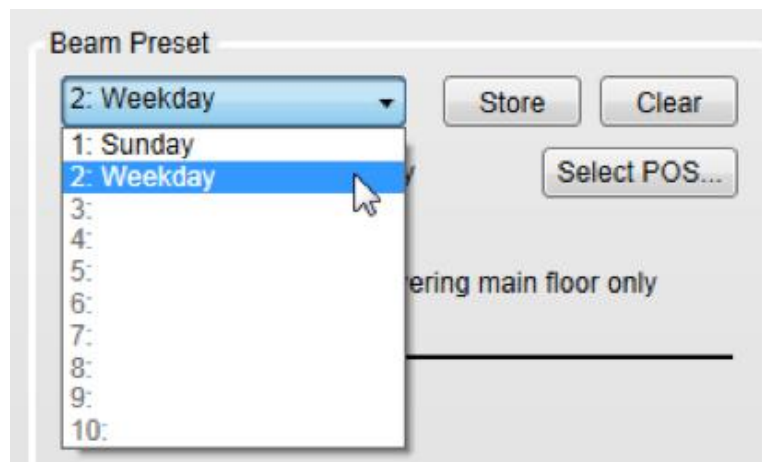 Beam Preset
2: Weekday
Store
Clear
1: Sunday
2: Weekday
Select POS...
3:
4:
5:
ering main floor only
6:
7:
8:
9:
10: